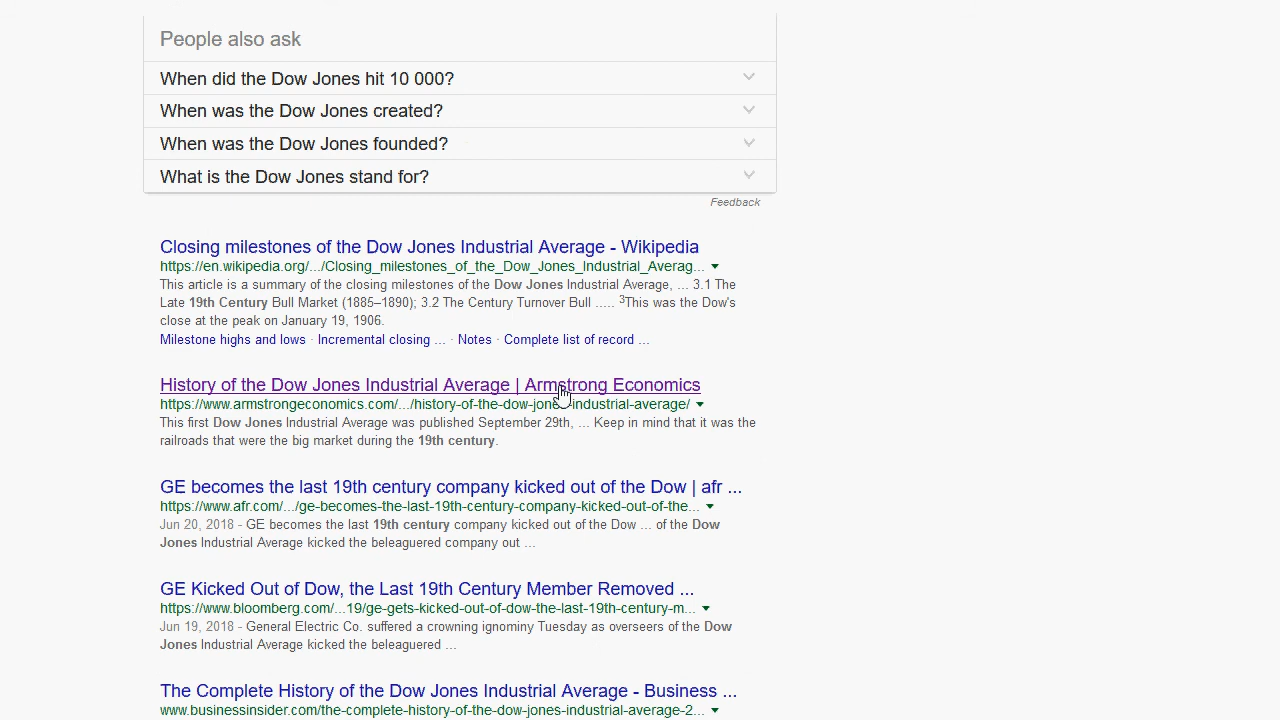 People also ask
When did the Dow Jones hit 10 000?
When was the Dow Jones created?
When was the Dow Jones founded?
What is the Dow Jones stand for?
Feedback
Closing milestones of the Dow Jones Industrial Average - Wikipedia
https://en.wikipedia.org/.../Closing_milestones_of_the_Dow_Jones_Industrial_Averag...
This article is a summary of the closing milestones of the Dow Jones Industrial Average, ... 3.1 The
Late 19th Century Bull Market (1885–1890); 3.2 The Century Turnover Bull ..... ³This was the Dow's
close at the peak on January 19, 1906.
Milestone highs and lows · Incremental closing ... · Notes · Complete list of record ...
History of the Dow Jones Industrial Average | Armstrong Economics
https://www.armstrongeconomics.com/.../history-of-the-dow-jones-industrial-average/
This first Dow Jones Industrial Average was published September 29th, ... Keep in mind that it was the
railroads that were the big market during the 19th century.
GE becomes the last 19th century company kicked out of the Dow | afr ...
https://www.afr.com/.../ge-becomes-the-last-19th-century-company-kicked-out-of-the...
Jun 20, 2018 - GE becomes the last 19th century company kicked out of the Dow ... of the Dow
Jones Industrial Average kicked the beleaguered company out ...
GE Kicked Out of Dow, the Last 19th Century Member Removed ...
https://www.bloomberg.com/...19/ge-gets-kicked-out-of-dow-the-last-19th-century-m...
Jun 19, 2018 - General Electric Co. suffered a crowning ignominy Tuesday as overseers of the Dow
Jones Industrial Average kicked the beleaguered ...
The Complete History of the Dow Jones Industrial Average - Business ...
www.businessinsider.com/the-complete-history-of-the-dow-jones-industrial-average-2...